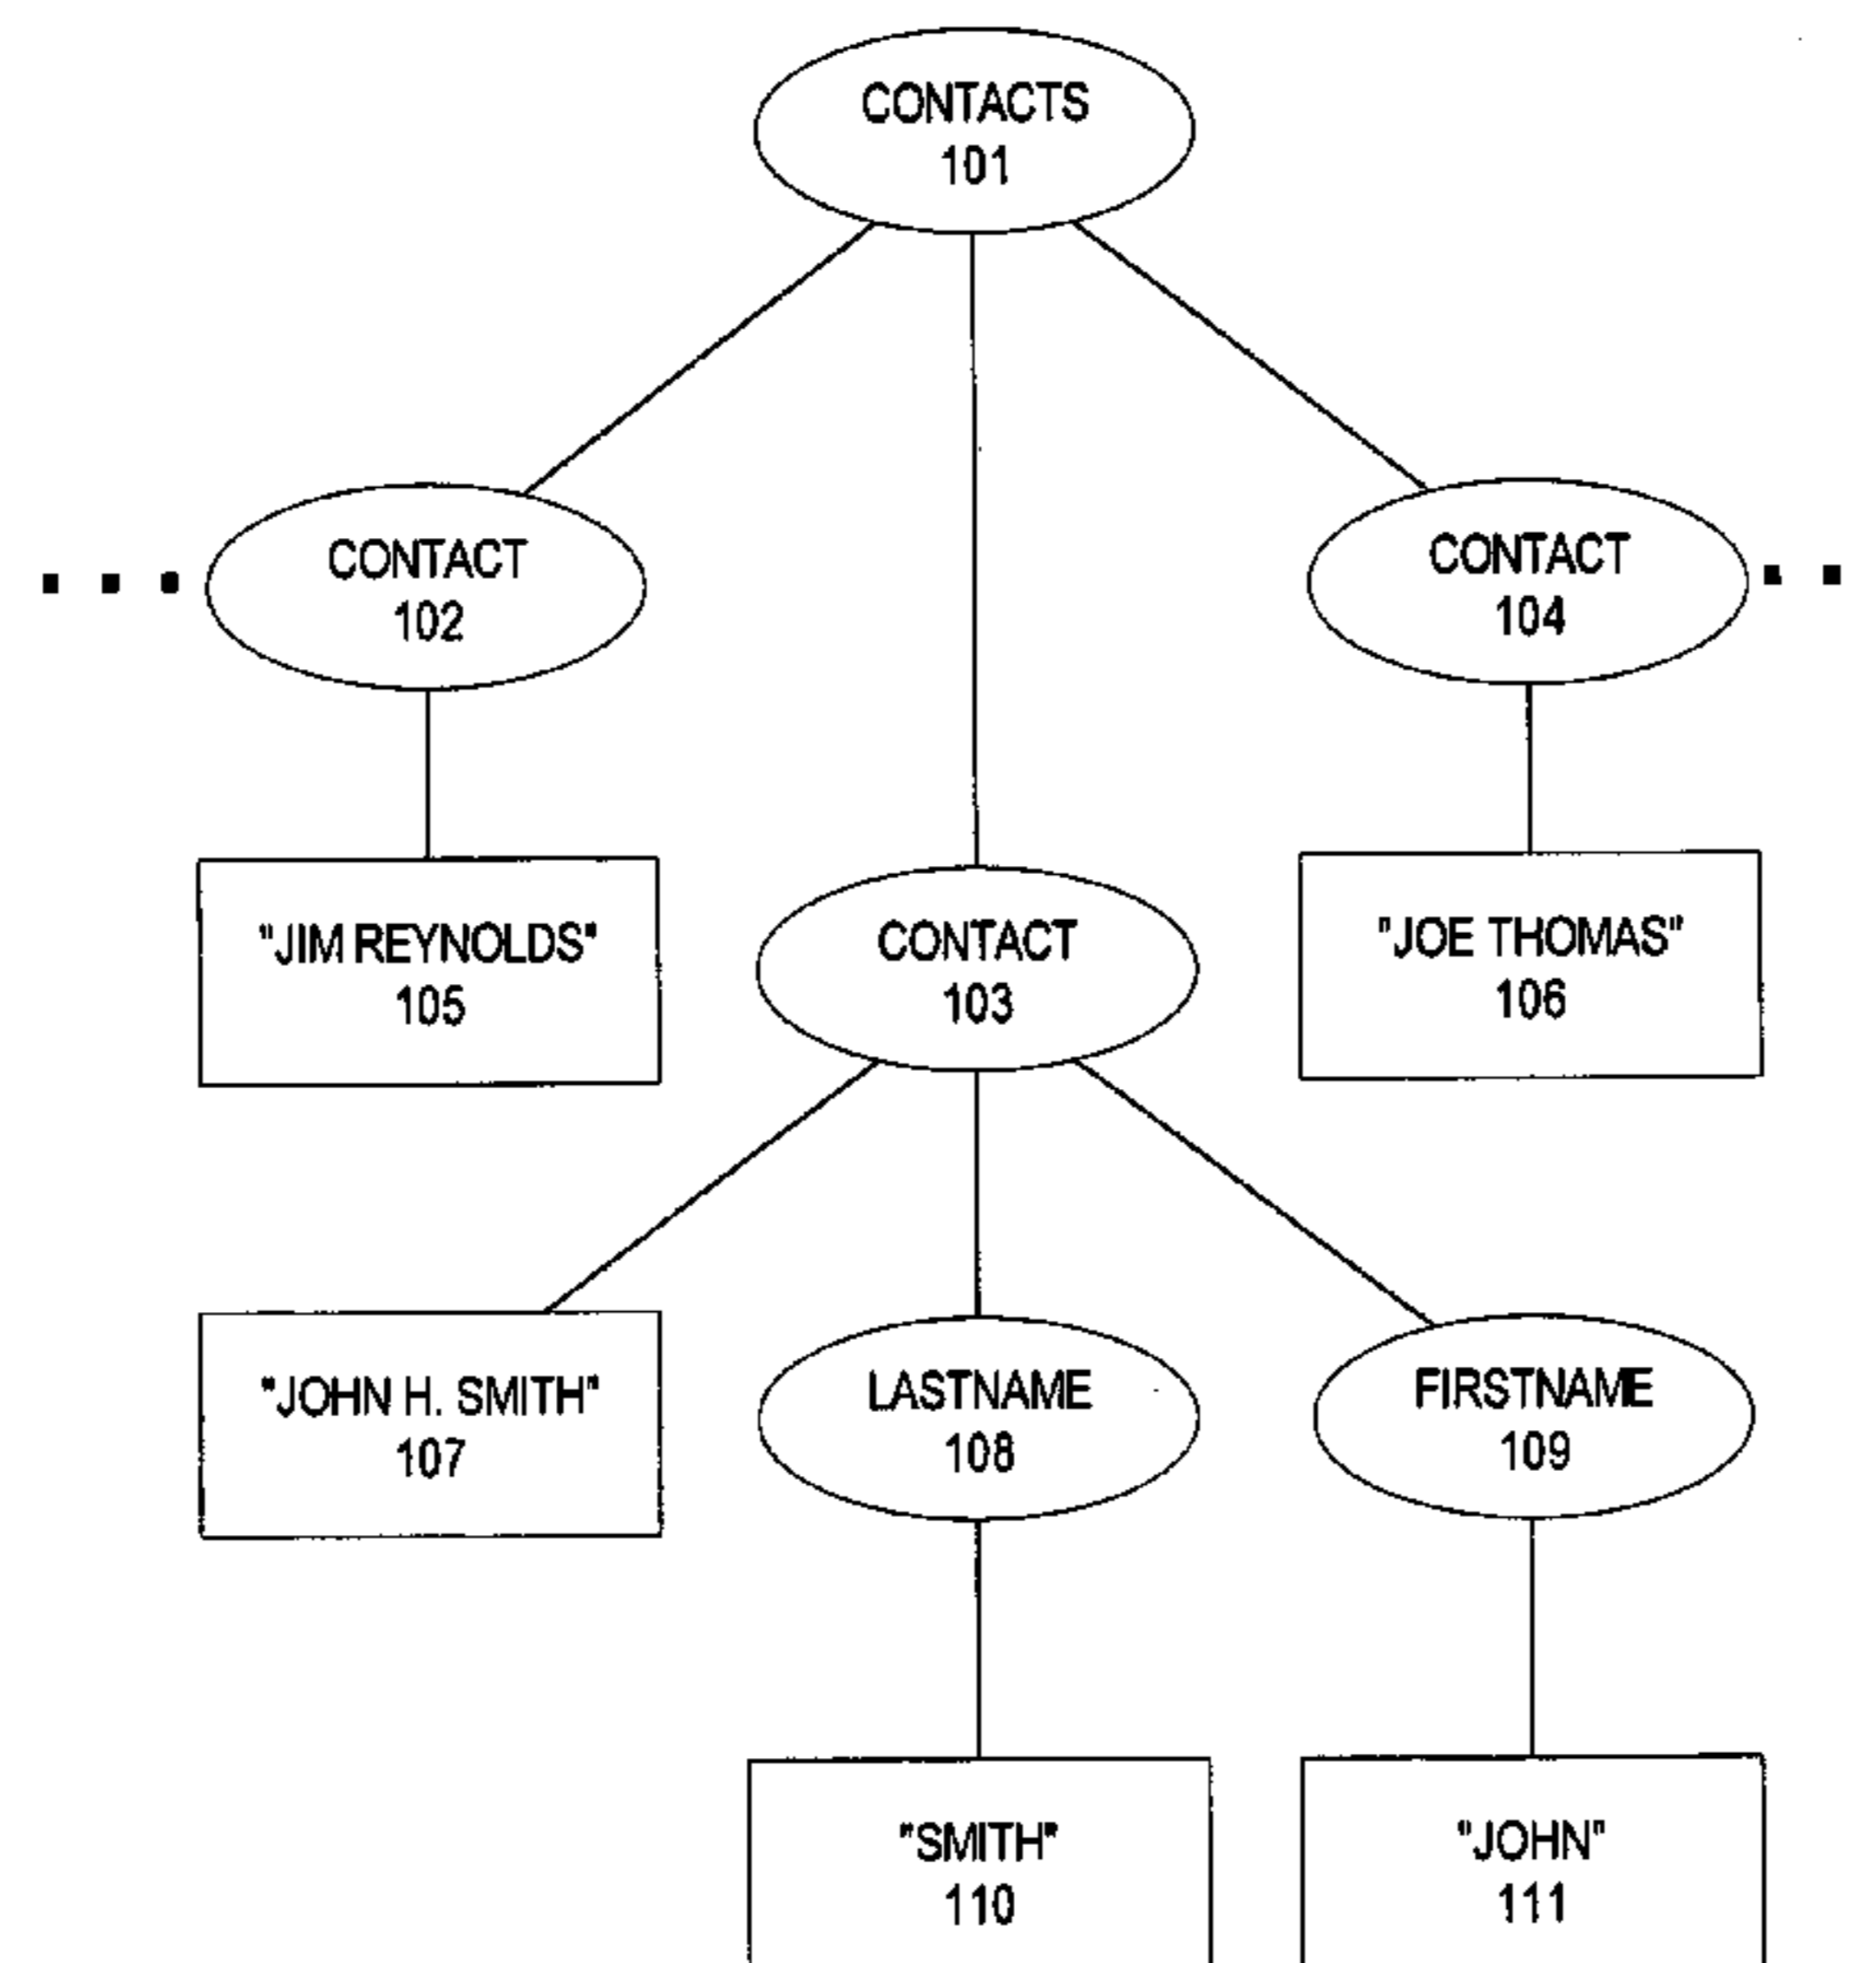 CONTACTS
101
CONTACT
102
CONTACT
104
"JIM REYNOLDS"
105
CONTACT
103
"JOE THOMAS"
106
"JOHN H. SMITH"
107
LASTNAME
108
FIRSTNAME
109
"SMITH"
110
"JOHN"
111